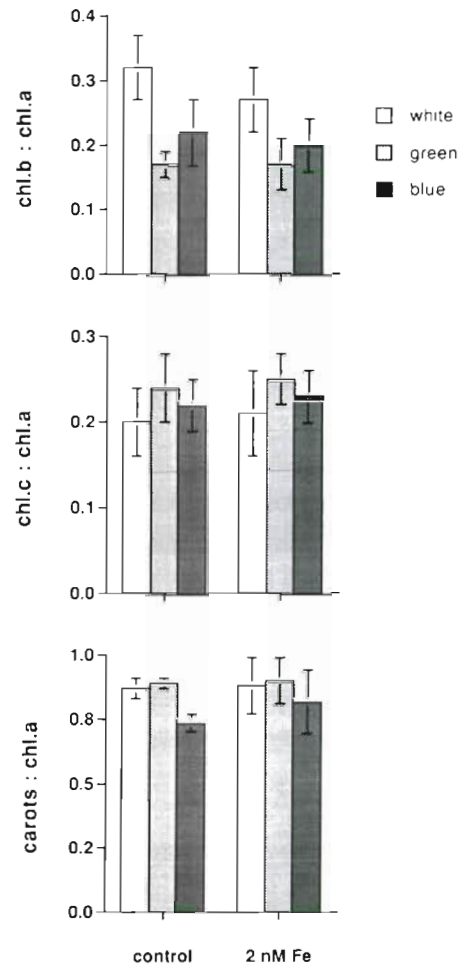 chl.b : chl.a
0.4
0.3
0.2
0.1
0.0
white
green
blue
chl.c : chl.a
0.3
0.2
0.1
0.0
carots : chl.a
1.0
0.8
0.5
0.2
0.0
control
2 nM Fe